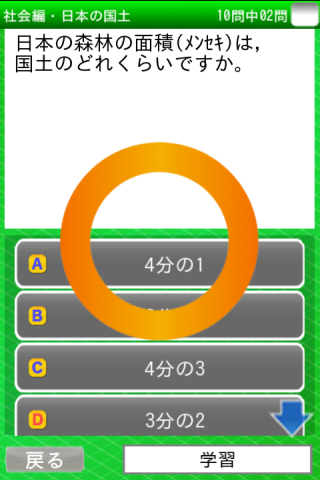 社会編・日本の国土 10問中02問
日本の森林の面積(ﾒﾝｾｷ)は,
国土のどれくらいですか。
A 4分の1
B
C 4分の3
D 3分の2
戻る 学習